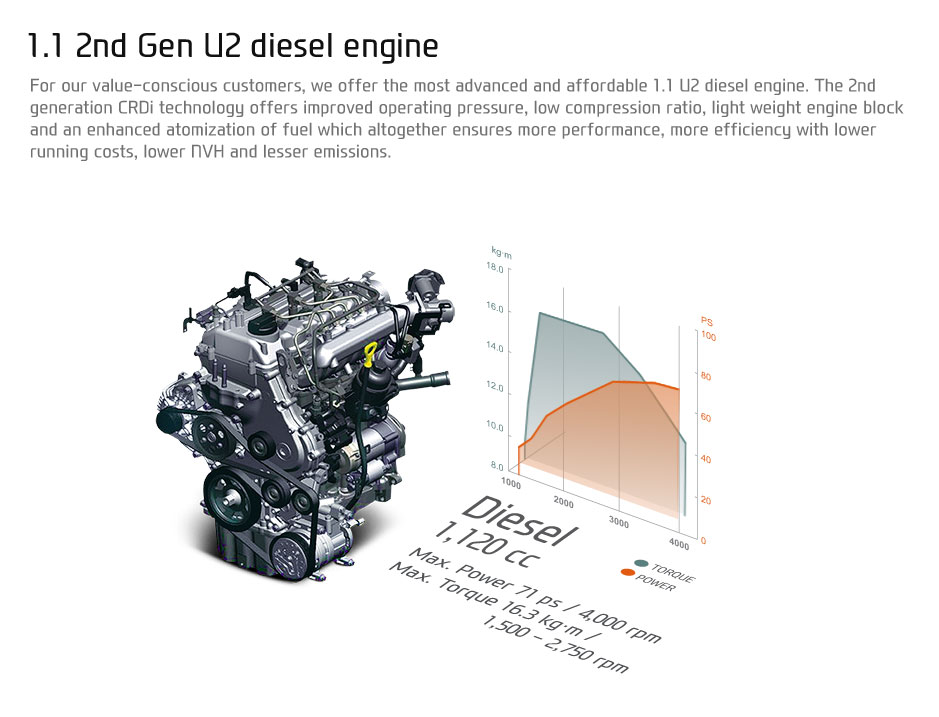 1.1 2nd Gen U2 diesel engine
For our value-conscious customers, we offer the most advanced and affordable 1.1 U2 diesel engine. The 2nd
generation CRDi technology offers improved operating pressure, low compression ratio, light weight engine block
and an enhanced atomization of fuel which altogether ensures more performance, more efficiency with lower
running costs, lower NVH and lesser emissions.
kg·m
18.0
16.0
14.0
12.0
10.0
8.0
PS
100
80
60
40
20
0
1000
2000
3000
4000
TORQUE
POWER
Diesel
1,120 cc
Max. Power 71 ps / 4,000 rpm
Max. Torque 16.3 kg·m /
1,500 - 2,750 rpm